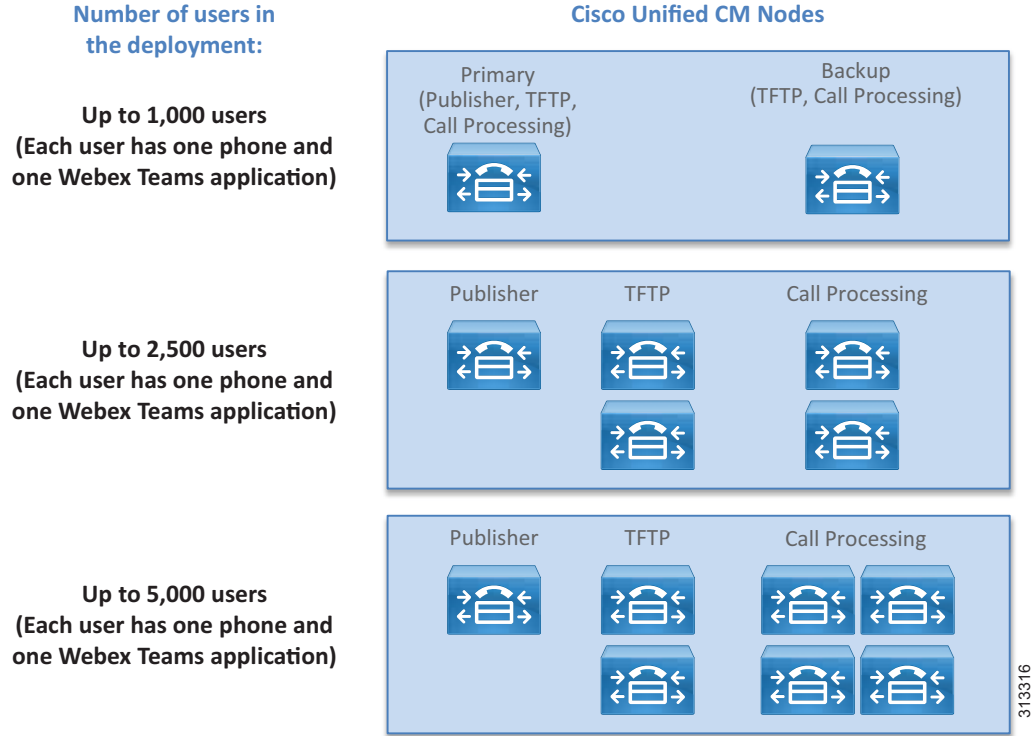 Number of users in
the deployment:
Cisco Unified CM Nodes
Up to 1,000 users
(Each user has one phone and
one Webex Teams application)
Primary
(Publisher, TFTP,
Call Processing)
Backup
(TFTP, Call Processing)
Up to 2,500 users
(Each user has one phone and
one Webex Teams application)
Publisher
TFTP
Call Processing
Up to 5,000 users
(Each user has one phone and
one Webex Teams application)
Publisher
TFTP
Call Processing
313316